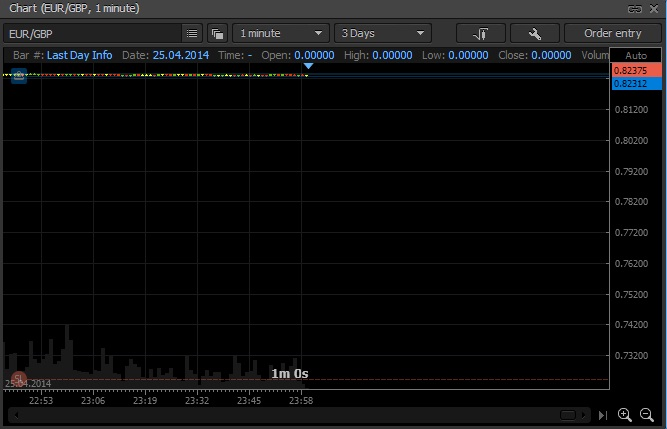 Chart (EUR/GBP, 1 minute)
EUR/GBP 1 minute 3 Days Order entry
Bar #: Last Day Info Date: 25.04.2014 Time: - Open: 0.00000 High: 0.00000 Low: 0.00000 Close: 0.00000 Volum Auto
0.82375
0.82312
0.81200
0.80200
0.79200
0.78200
0.77200
0.76200
0.75200
0.74200
0.73200
1m 0s
SL
25.04.2014
22:53 23:06 23:19 23:32 23:45 23:58